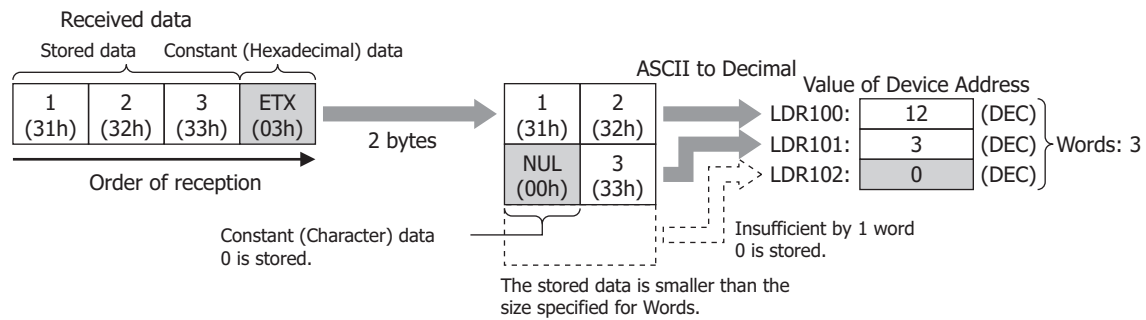 Received data
Stored data
Constant (Hexadecimal) data
1
(31h)
2
(32h)
3
(33h)
ETX
(03h)
Order of reception
2 bytes
ASCII to Decimal
1
(31h)
2
(32h)
NUL
(00h)
3
(33h)
Constant (Character) data
0 is stored.
The stored data is smaller than the
size specified for Words.
Value of Device Address
LDR100: 12 (DEC)
LDR101: 3 (DEC)
LDR102: 0 (DEC)
Words: 3
Insufficient by 1 word
0 is stored.